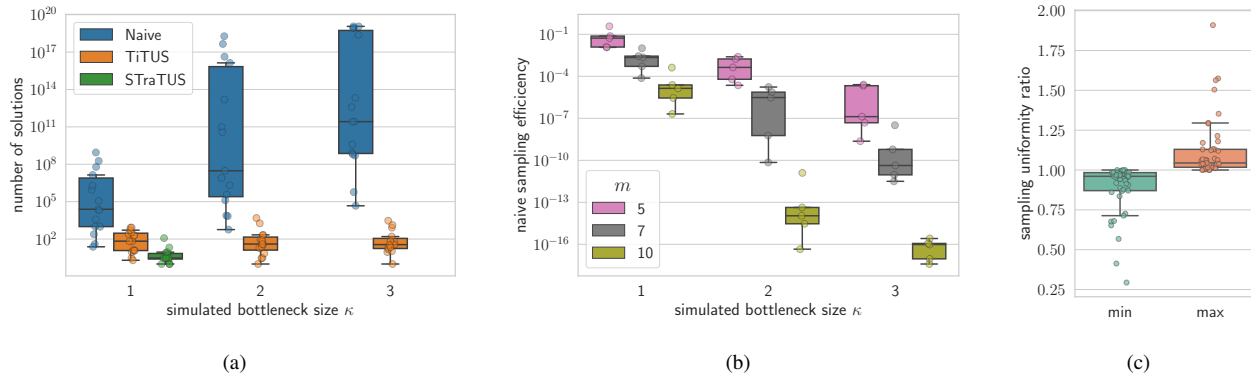 number of solutions
10^20
10^17
10^14
10^11
10^8
10^5
10^2
Naive
TiTUS
STraTUS
1 2 3
simulated bottleneck size κ
(a)
naive sampling efficicency
10^−1
10^−4
10^−7
10^−10
10^−13
10^−16
m
5
7
10
1 2 3
simulated bottleneck size κ
(b)
sampling uniformity ratio
2.00
1.75
1.50
1.25
1.00
0.75
0.50
0.25
min max
(c)